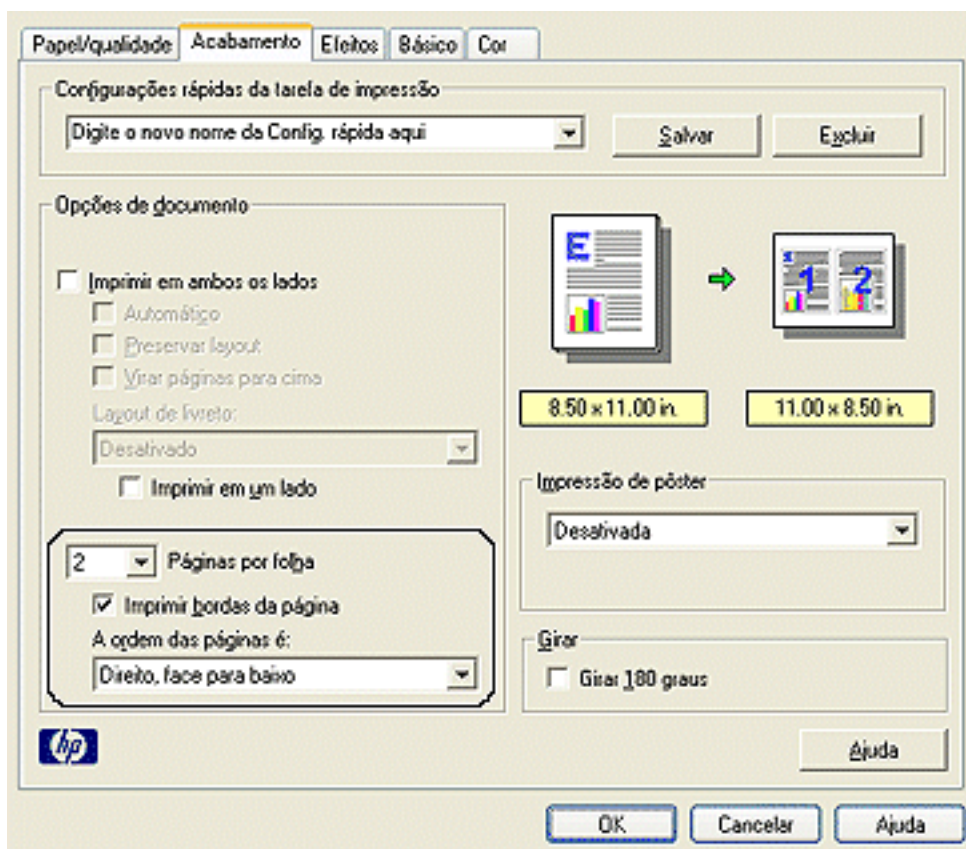 Papel/qualidade Acabamento Efeitos Básico Cor
Configurações rápidas da tarefa de impressão
Digite o novo nome da Config. rápida aqui Salvar Excluir
Opções de documento
Imprimir em ambos os lados
Automático
Preservar layout
Virar páginas para cima
Layout de livreto:
Desativado
Imprimir em um lado
2 Páginas por folha
Imprimir bordas da página
A ordem das páginas é:
Direito, face para baixo
E
1 2
8.50 x 11.00 in. 11.00 x 8.50 in.
Impressão de pôster
Desativada
Girar
Girar 180 graus
hp
Ajuda
OK Cancelar Ajuda